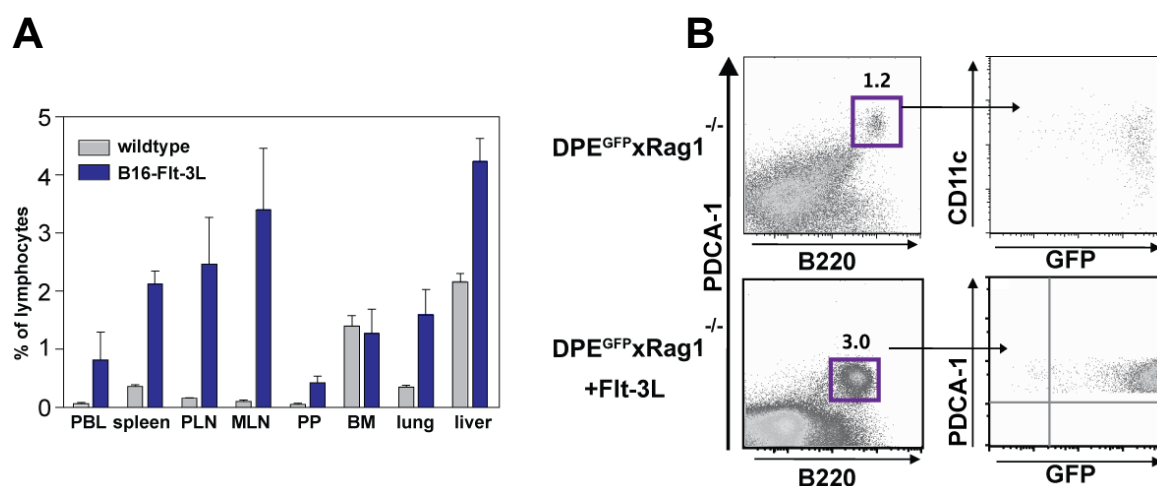 A
5
4
3
2
1
0
% of lymphocytes
wildtype
B16-Flt-3L
PBL spleen PLN MLN PP BM lung liver
B
DPE^GFPxRag1^-/-
1.2
PDCA-1
B220
CD11c
GFP
DPE^GFPxRag1^-/-
+Flt-3L
3.0
B220
PDCA-1
GFP